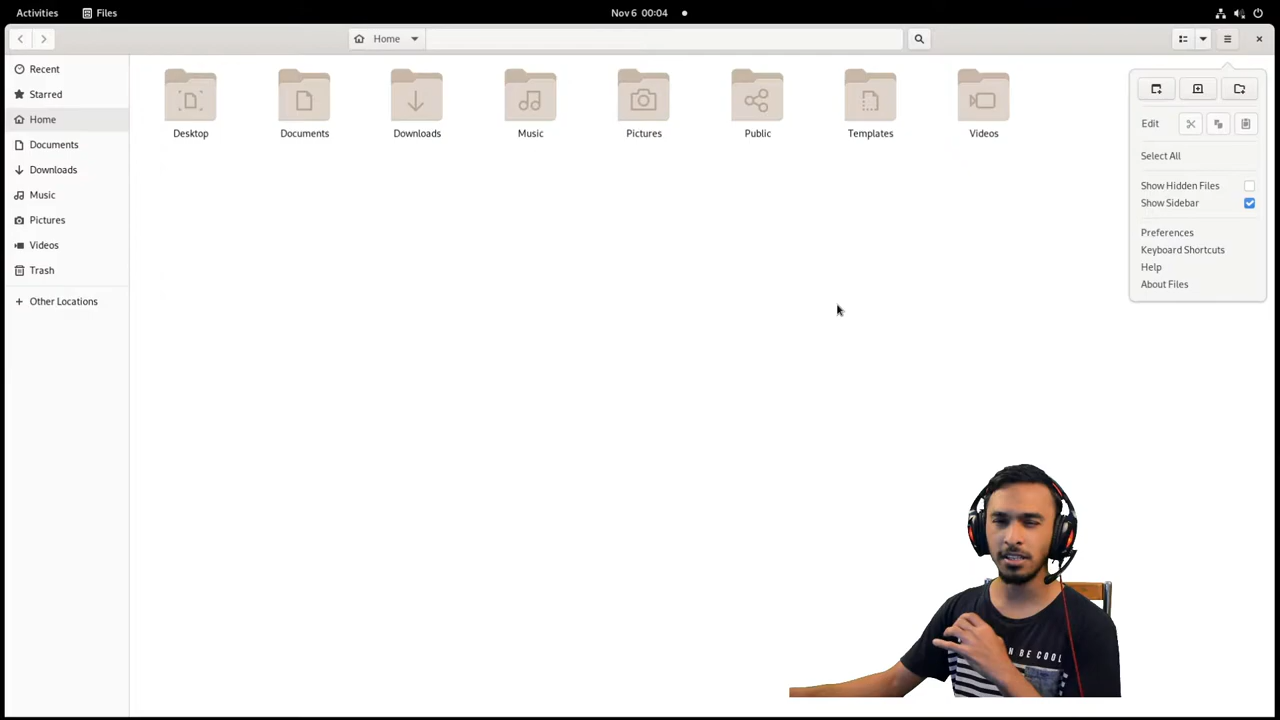 Activities Files Nov 6 00:04
Home
Recent
Starred
Home
Documents
Downloads
Music
Pictures
Videos
Trash
Other Locations
Desktop Documents Downloads Music Pictures Public Templates Videos
Edit
Select All
Show Hidden Files
Show Sidebar
Preferences
Keyboard Shortcuts
Help
About Files
N BE COOL